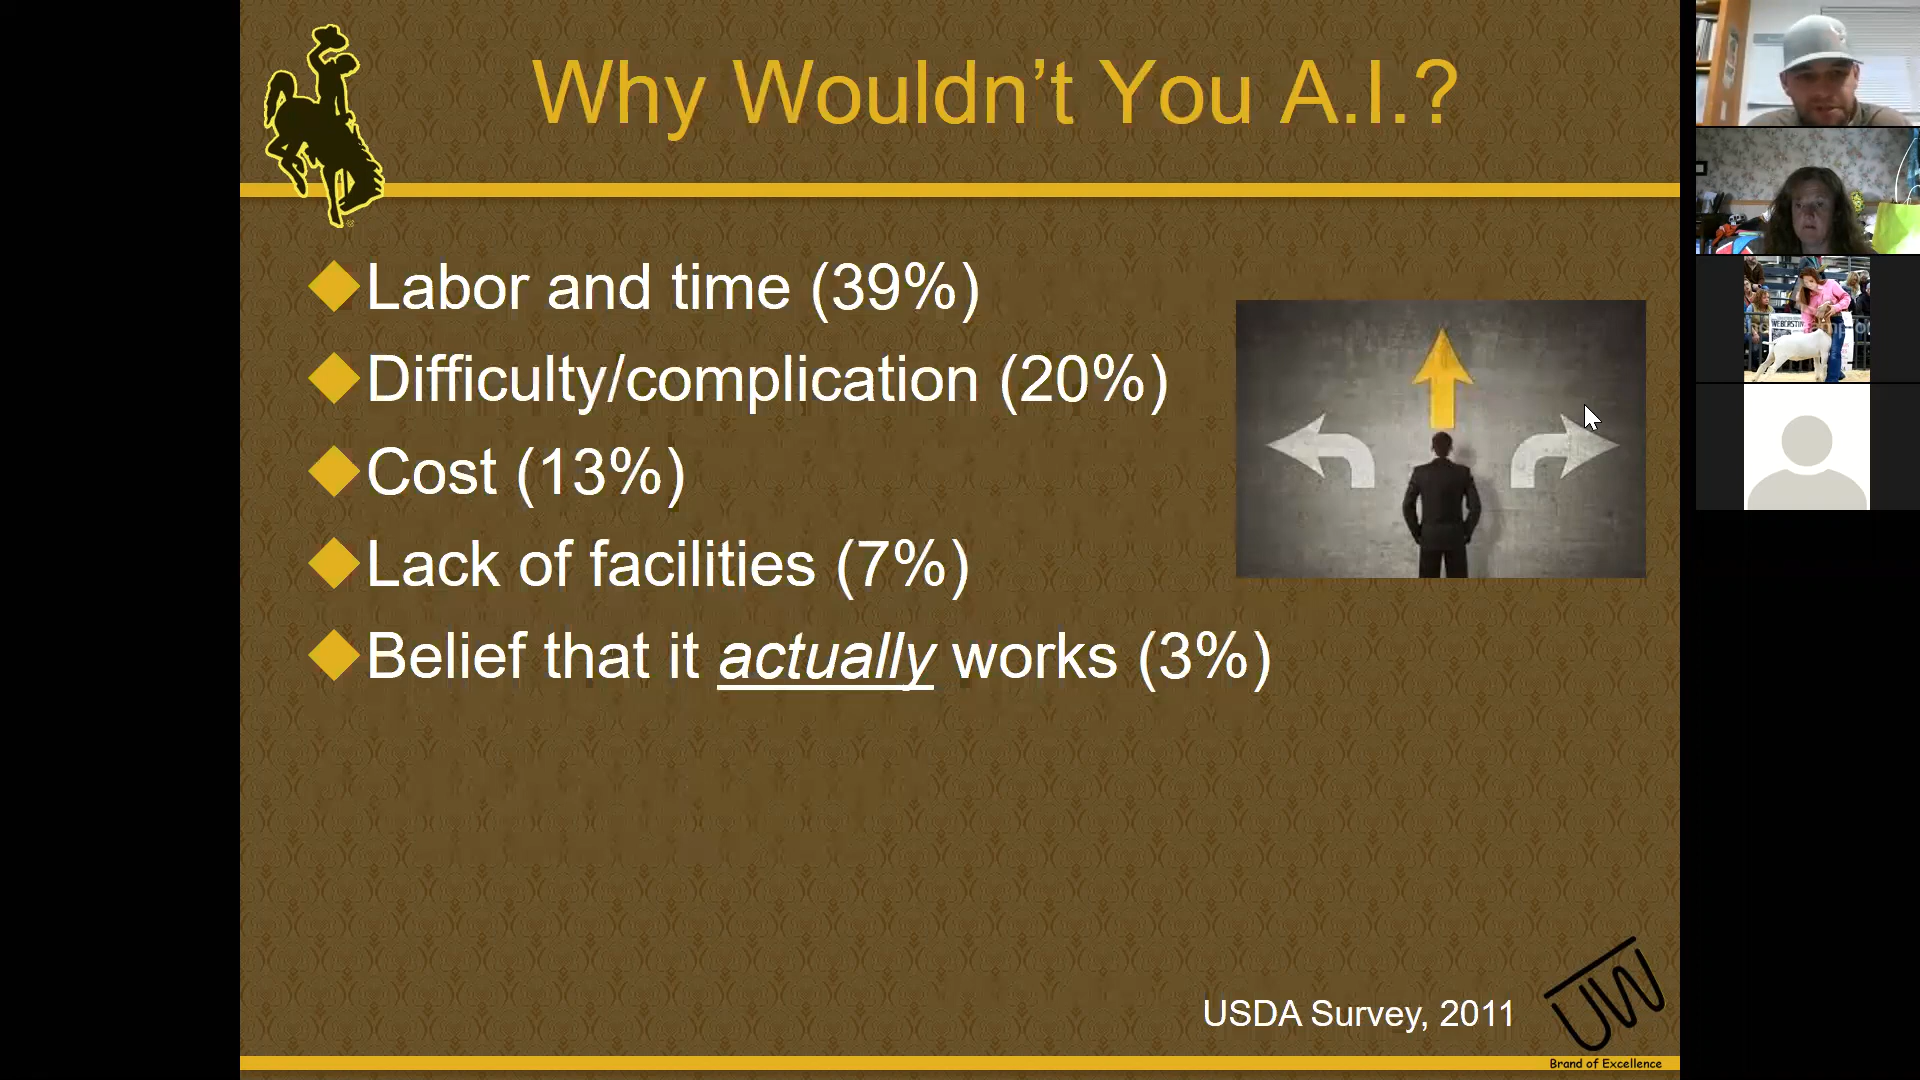 Why Wouldn’t You A.I.?
Labor and time (39%)
Difficulty/complication (20%)
Cost (13%)
Lack of facilities (7%)
Belief that it actually works (3%)
USDA Survey, 2011
UW
Brand of Excellence